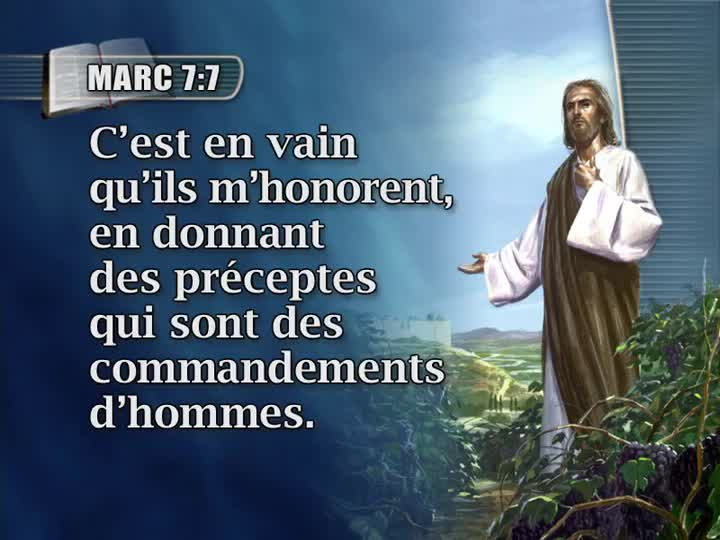 MARC 7:7
C’est en vain
qu’ils m’honorent,
en donnant
des préceptes
qui sont des
commandements
d’hommes.